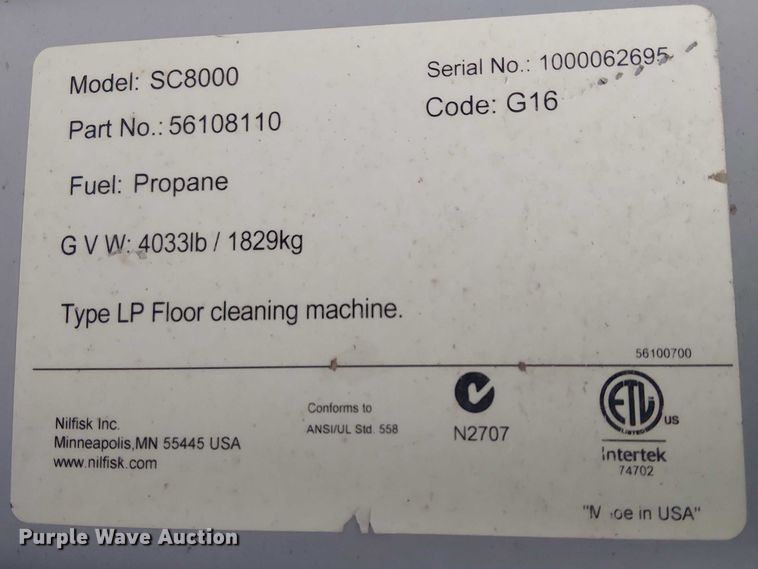 Model: SC8000
Serial No.: 1000062695
Part No.: 56108110
Code: G16
Fuel: Propane
G V W: 4033lb / 1829kg
Type LP Floor cleaning machine.
56100700
Nilfisk Inc.
Minneapolis,MN 55445 USA
www.nilfisk.com
Conforms to
ANSI/UL Std. 558
N2707
ETL
LISTED
US
Intertek
74702
in USA"
Purple Wave Auction